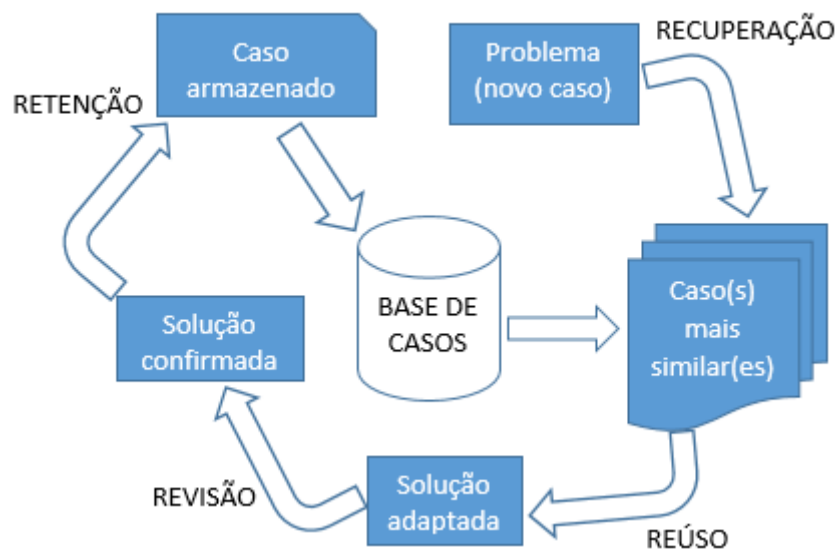 Caso
armazenado
Problema
(novo caso)
RECUPERAÇÃO
RETENÇÃO
BASE DE
CASOS
Caso(s)
mais
similar(es)
Solução
confirmada
REVISÃO
Solução
adaptada
REÚSO